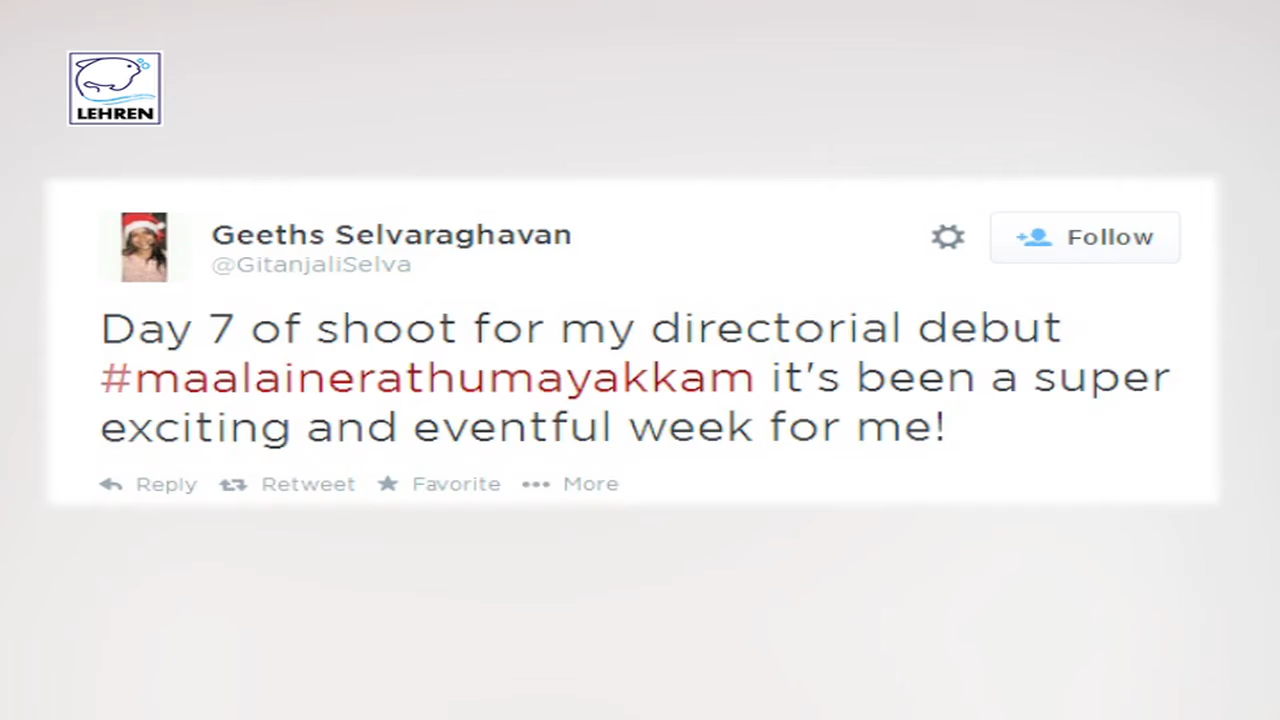 LEHREN
Geeths Selvaraghavan
@GitanjaliSelva
Follow
Day 7 of shoot for my directorial debut
#maalainerathumayakkam it's been a super
exciting and eventful week for me!
Reply Retweet Favorite More